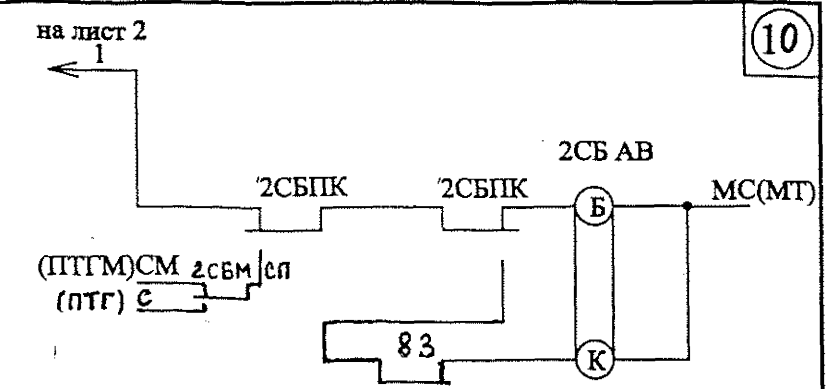 на лист 2
1
10
2СБ АВ
2СБПК 2СБПК
Б МС(МТ)
(ПТГМ)СМ 2СБМ СП
(ПТГ) С
83
К